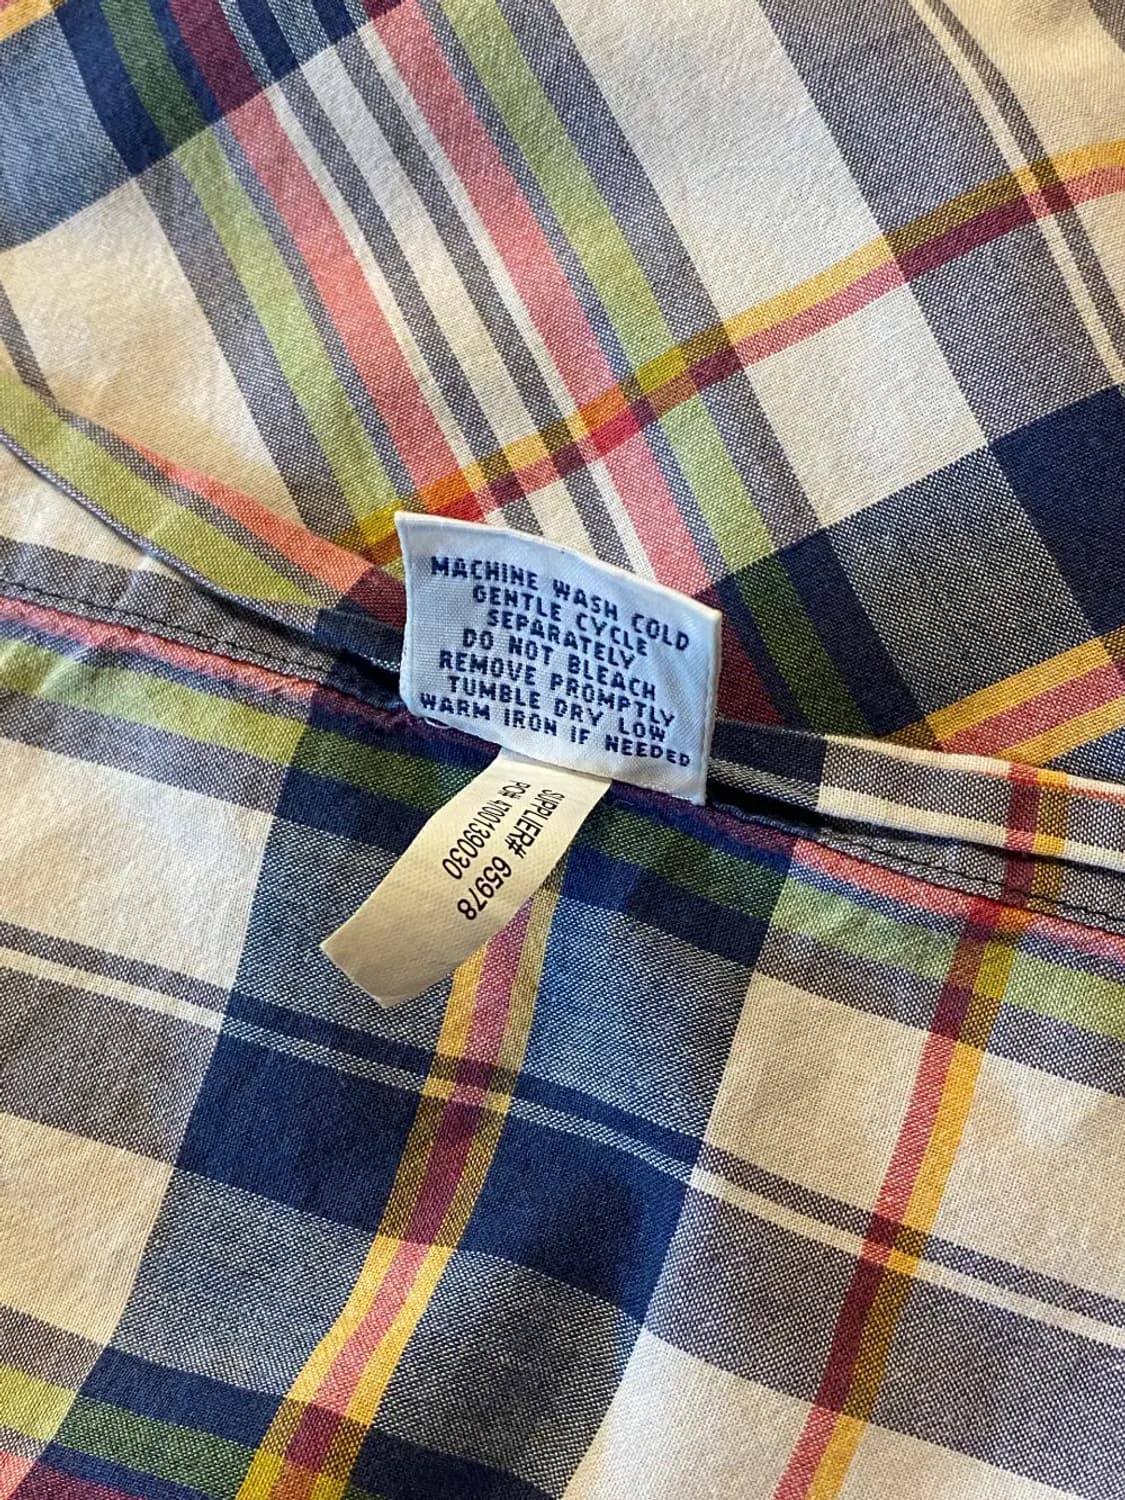 MACHINE WASH COLD
GENTLE CYCLE
SEPARATELY
DO NOT BLEACH
REMOVE PROMPTLY
TUMBLE DRY LOW
WARM IRON IF NEEDED
SUPPLIER# 65978
PO# 4700139030